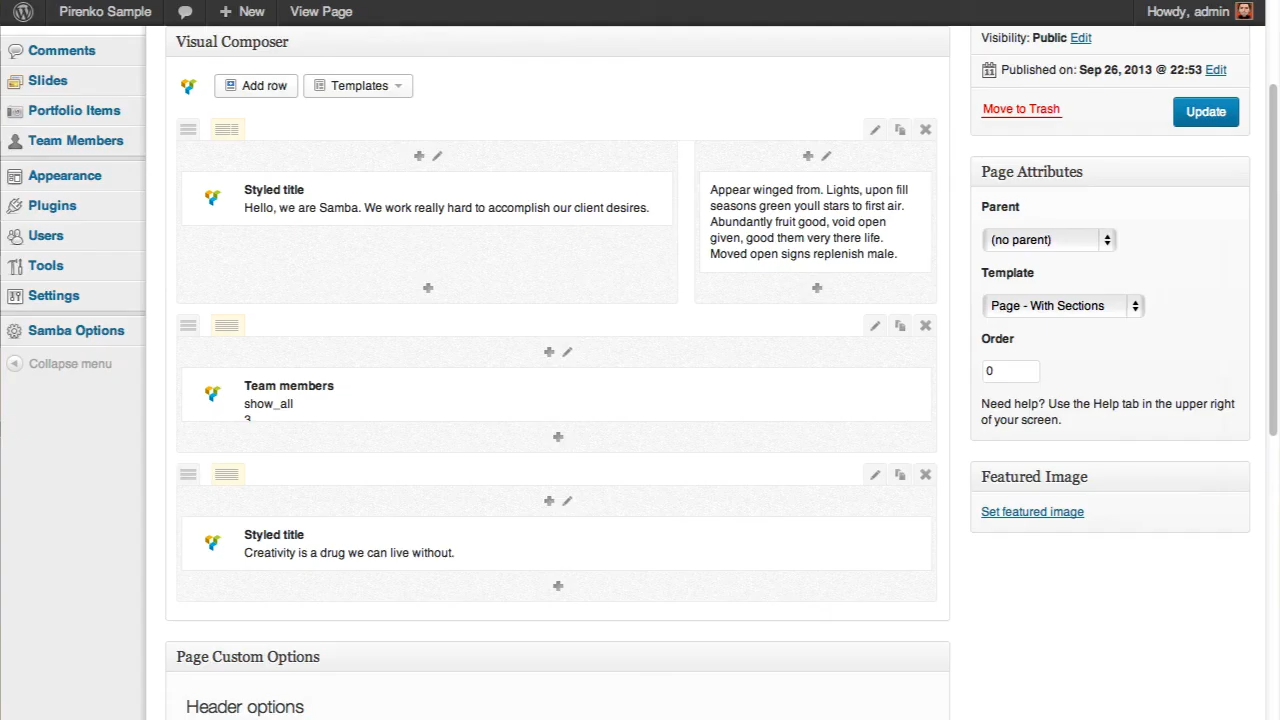 Pirenko Sample
New
View Page
Howdy, admin
Comments
Slides
Portfolio Items
Team Members
Appearance
Plugins
Users
Tools
Settings
Samba Options
Collapse menu
Visual Composer
Add row
Templates
Styled title
Hello, we are Samba. We work really hard to accomplish our client desires.
Appear winged from. Lights, upon fill
seasons green youll stars to first air.
Abundantly fruit good, void open
given, good them very there life.
Moved open signs replenish male.
Team members
show_all
3
Styled title
Creativity is a drug we can live without.
Page Custom Options
Header options
Visibility: Public Edit
Published on: Sep 26, 2013 @ 22:53 Edit
Move to Trash
Update
Page Attributes
Parent
(no parent)
Template
Page - With Sections
Order
0
Need help? Use the Help tab in the upper right
of your screen.
Featured Image
Set featured image